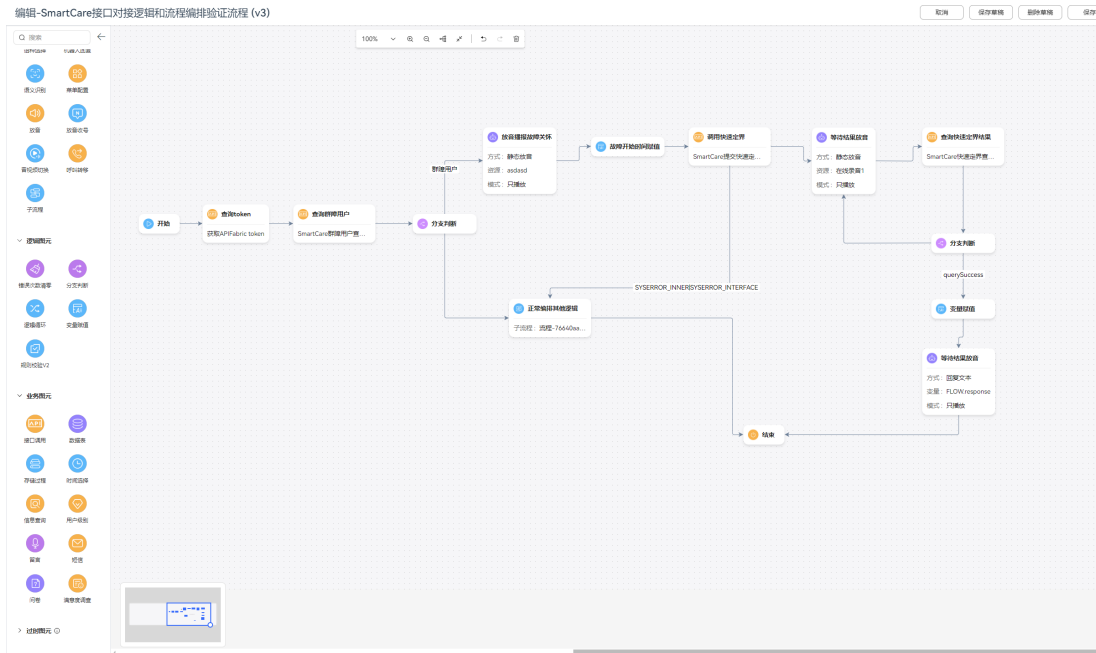 编辑-SmartCare接口对接逻辑和流程编排验证流程 (v3)
取消
保存草稿
删除草稿
保存
搜索
语义识别
菜单配置
放音
放音收号
音视频切换
呼叫转移
子流程
逻辑图元
错误次数清零
分支判断
逻辑循环
变量赋值
规则校验V2
业务图元
接口调用
数据表
存储过程
时间选择
信息查询
用户级别
留言
短信
问卷
满意度调查
过时图元
100%
开始
查询token
获取APIFabric token
查询群障用户
SmartCare群障用户查...
分支判断
群障用户
放音播报故障关怀
方式：静态放音
资源：asdasd
模式：只播放
故障开始时间赋值
调用快速定界
SmartCare提交快速定...
等待结果放音
方式：静态放音
资源：在线录音1
模式：只播放
查询快速定界结果
SmartCare快速定界查...
分支判断
querySuccess
SYSERROR_INNER|SYSERROR_INTERFACE
正常编排其他逻辑
子流程：流程-76640aa...
变量赋值
等待结果放音
方式：回复文本
变量：FLOW.response
模式：只播放
结束